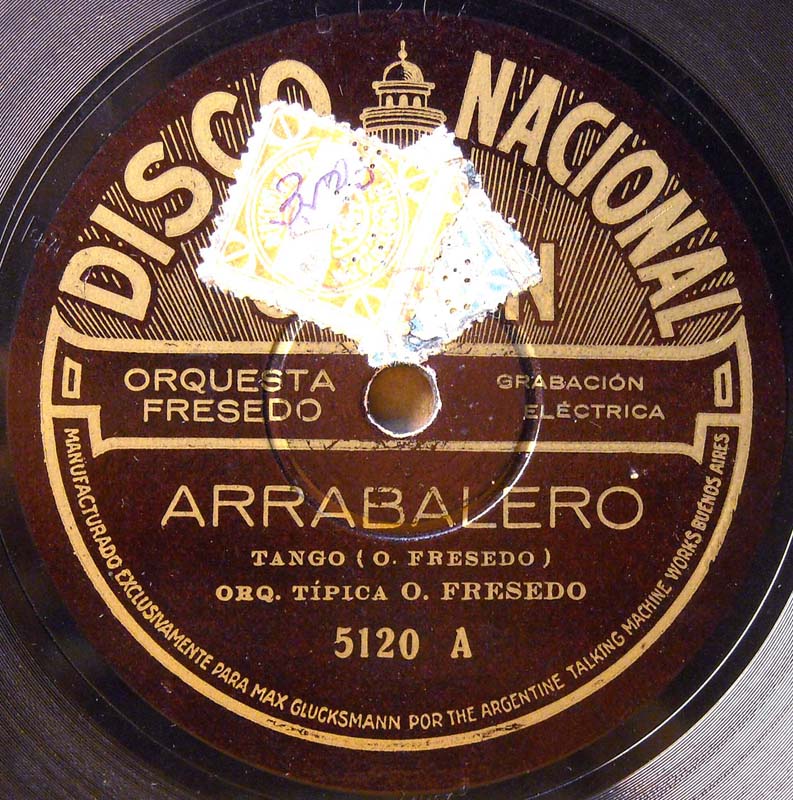 DISCO NACIONAL
ORQUESTA
FRESEDO
GRABACIÓN
ELÉCTRICA
ARRABALERO
TANGO ( O. FRESEDO )
ORQ. TÍPICA O. FRESEDO
5120 A
MANUFACTURADO EXCLUSIVAMENTE PARA MAX GLUCKSMANN POR THE ARGENTINE TALKING MACHINE WORKS BUENOS AIRES